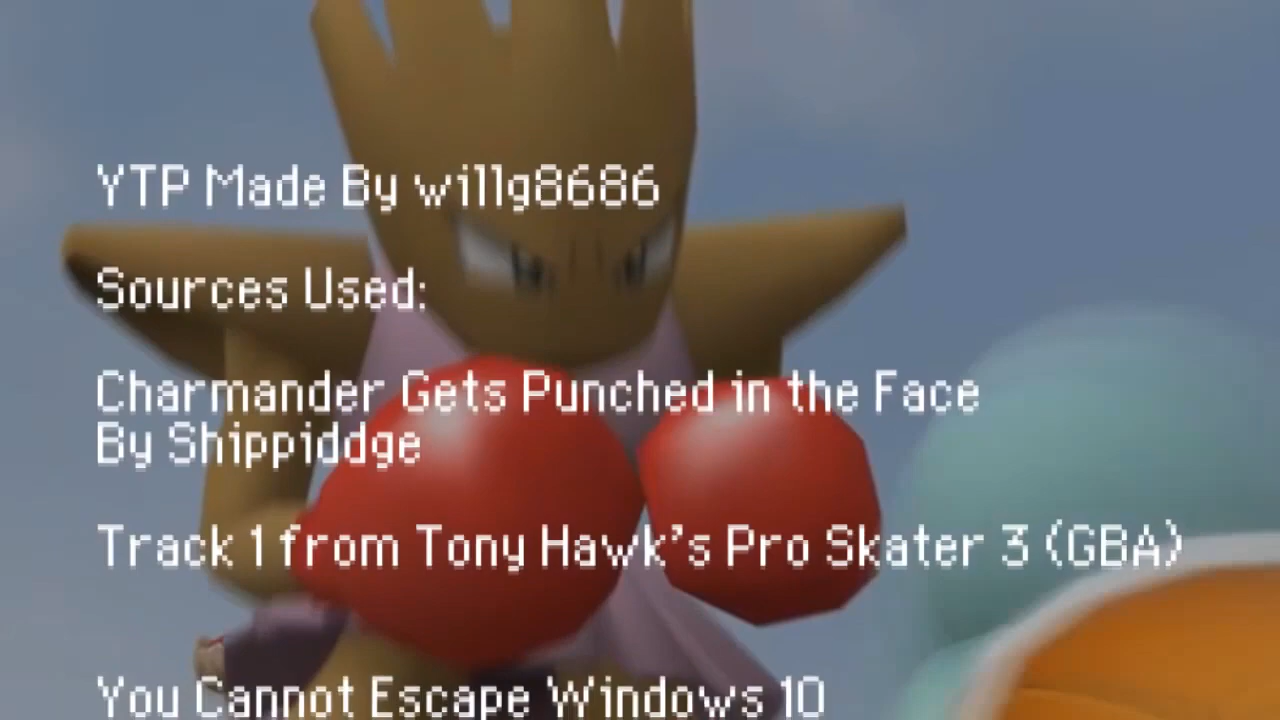 YTP Made By willg8686
Sources Used:
Charmander Gets Punched in the Face
By Shippiddge
Track 1 from Tony Hawk's Pro Skater 3 (GBA)
You Cannot Escape Windows 10